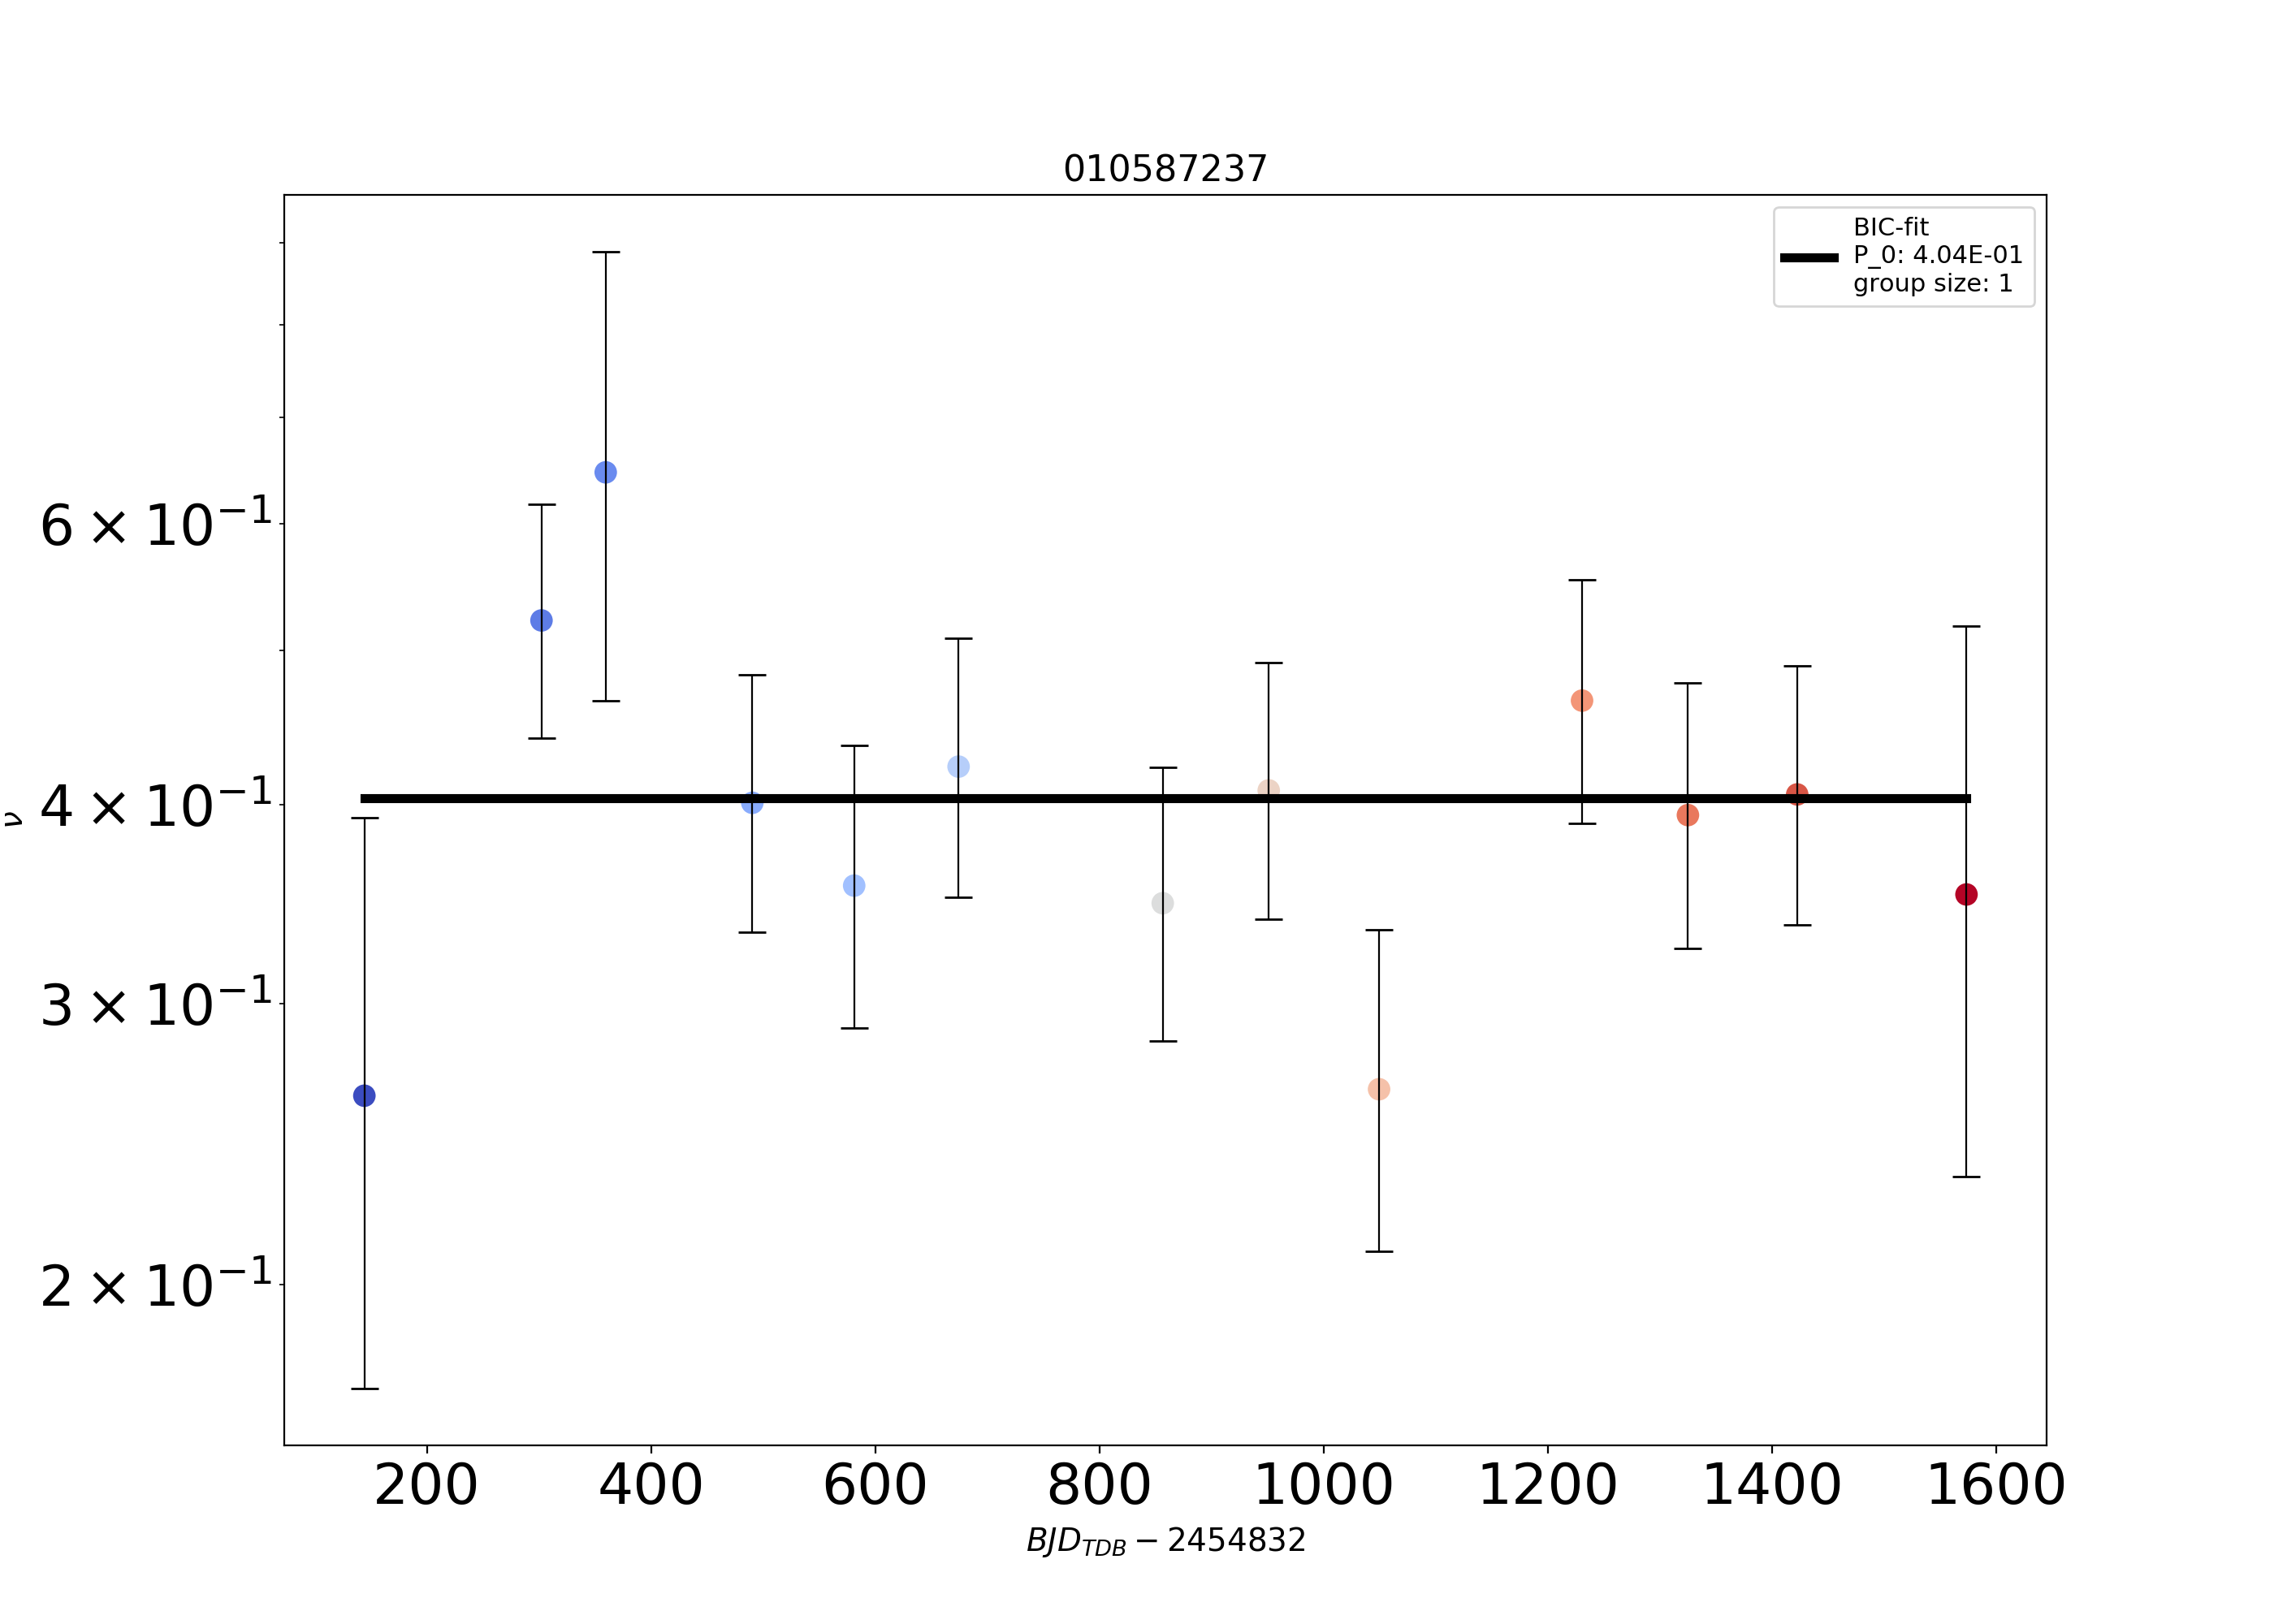 010587237
BIC-fit
P_0: 4.04E-01
group size: 1
6 × 10⁻¹
4 × 10⁻¹
3 × 10⁻¹
2 × 10⁻¹
ν
200 400 600 800 1000 1200 1400 1600
BJD_TDB − 2454832